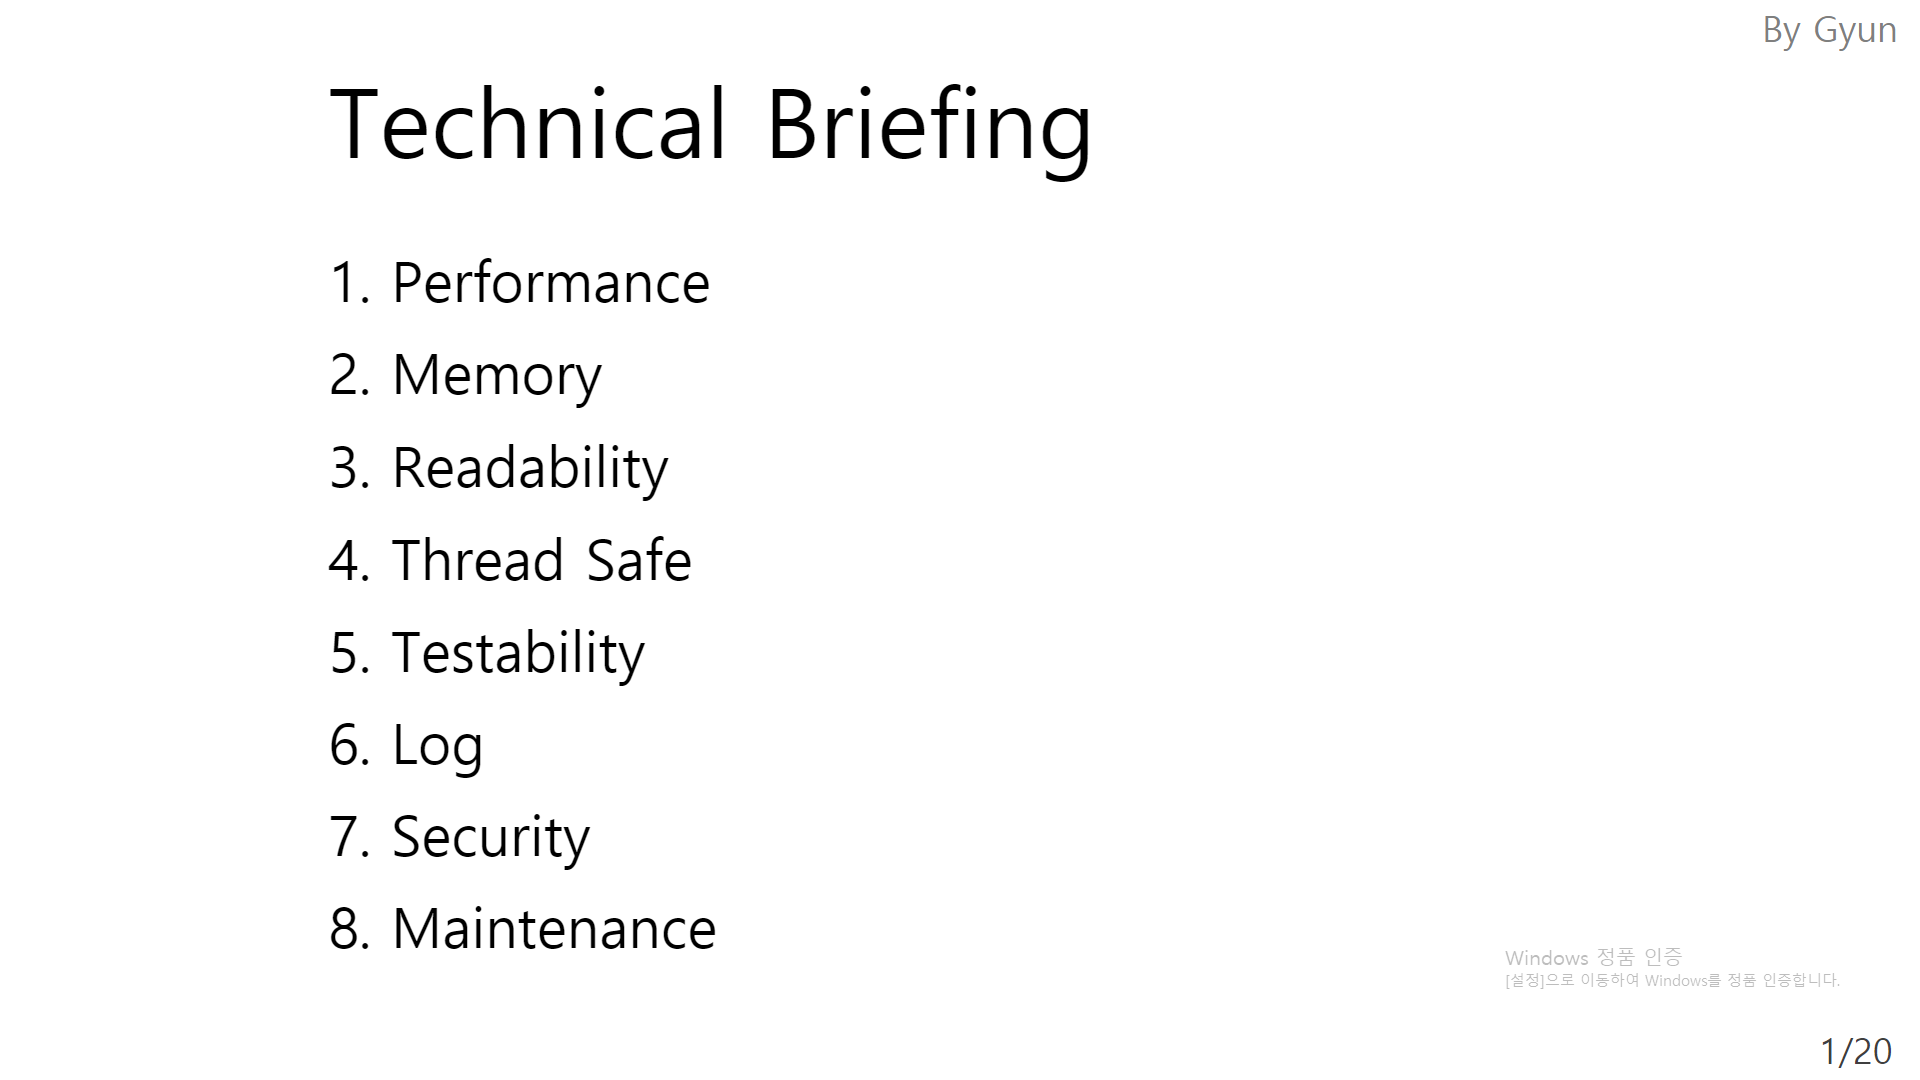 By Gyun
Technical Briefing
1. Performance
2. Memory
3. Readability
4. Thread Safe
5. Testability
6. Log
7. Security
8. Maintenance
Windows 정품 인증
[설정]으로 이동하여 Windows를 정품 인증합니다.
1/20